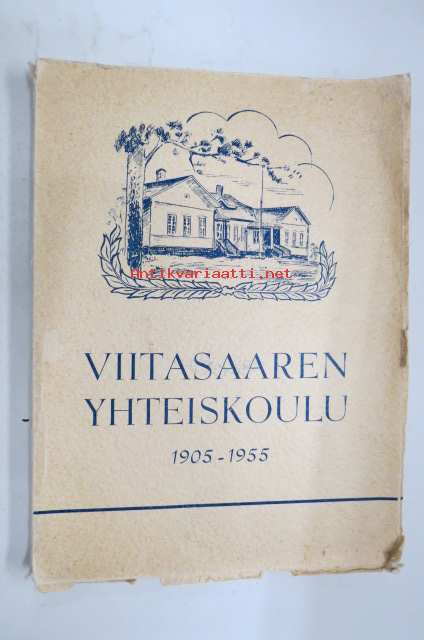 Antikvariaatti.net
VIITASAAREN
YHTEISKOULU
1905-1955